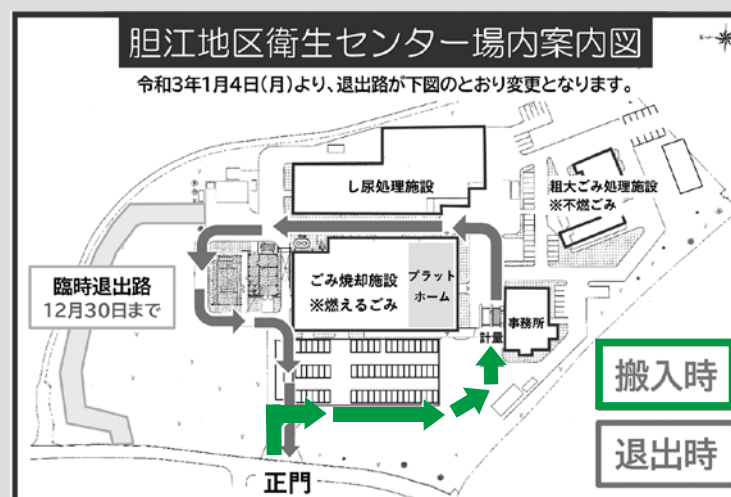 胆江地区衛生センター場内案内図
令和3年1月4日(月)より、退出路が下図のとおり変更となります。
し尿処理施設
粗大ごみ処理施設
※不燃ごみ
臨時退出路
12月30日まで
ごみ焼却施設
※燃えるごみ
プラット
ホーム
事務所
計量
搬入時
退出時
正門